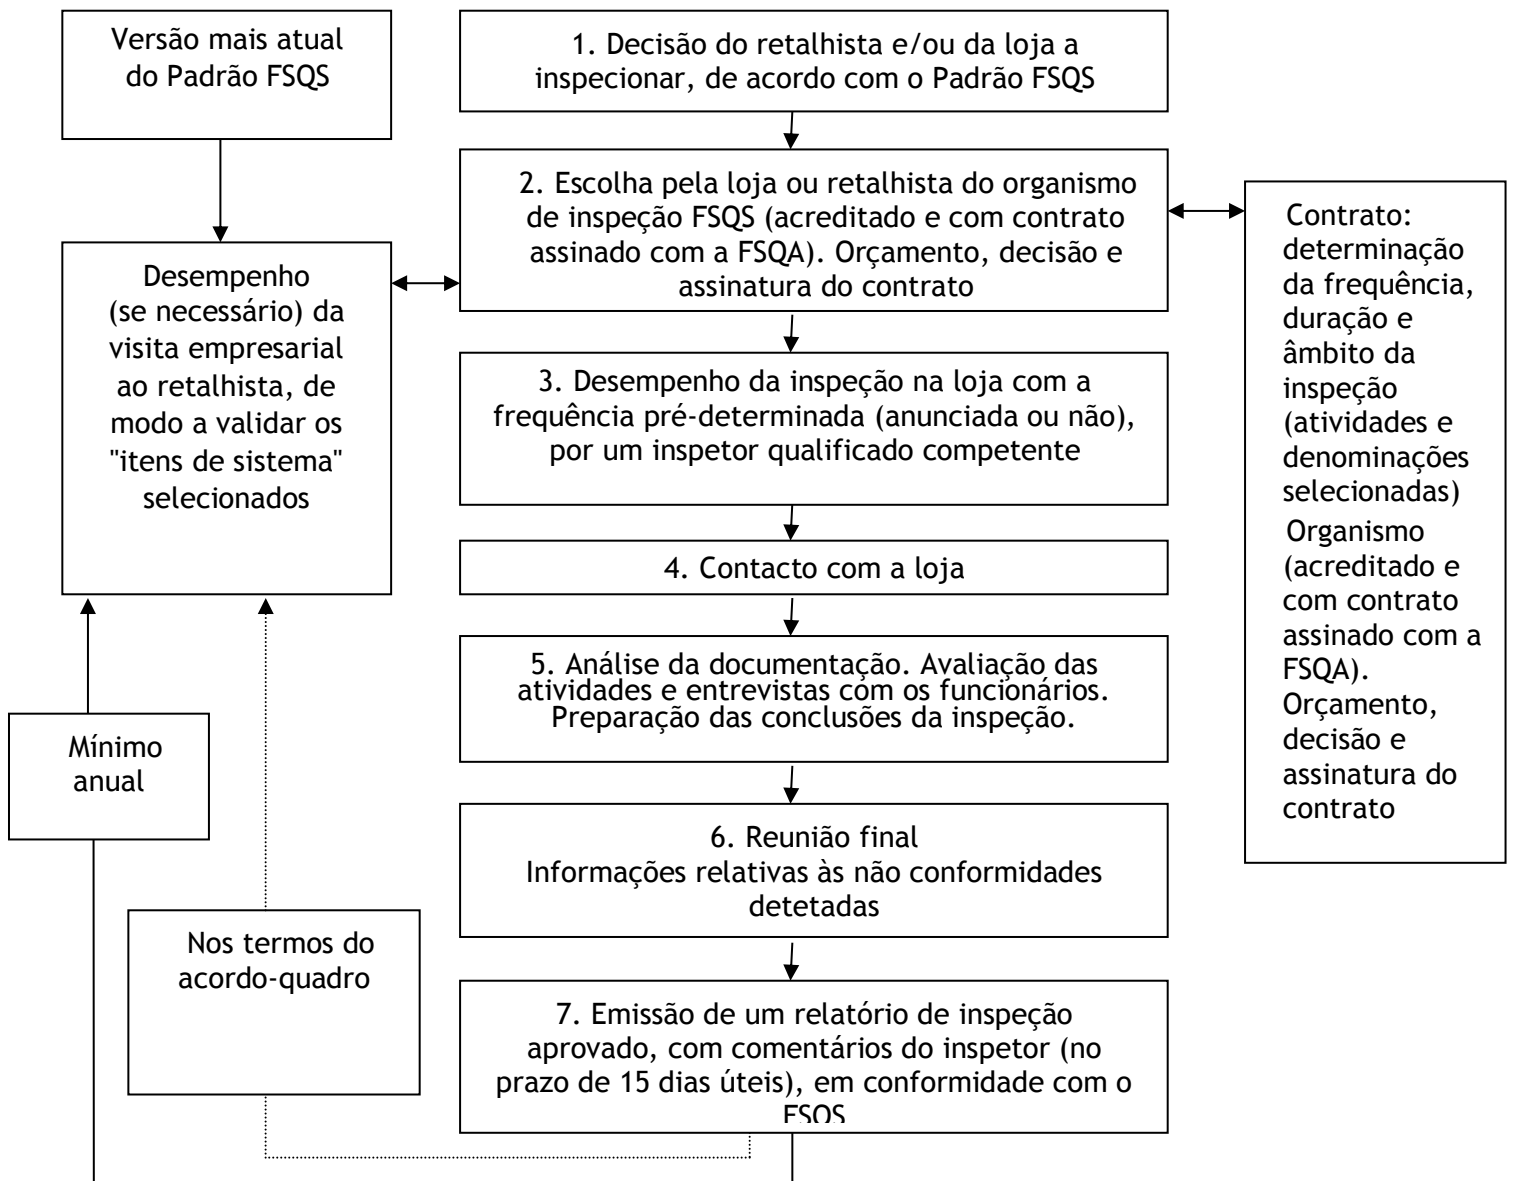 Versão mais atual
do Padrão FSQS
1. Decisão do retalhista e/ou da loja a
inspecionar, de acordo com o Padrão FSQS
2. Escolha pela loja ou retalhista do organismo
de inspeção FSQS (acreditado e com contrato
assinado com a FSQA). Orçamento, decisão e
assinatura do contrato
Contrato:
determinação
da frequência,
duração e
âmbito da
inspeção
(atividades e
denominações
selecionadas)
Organismo
(acreditado e
com contrato
assinado com a
FSQA).
Orçamento,
decisão e
assinatura do
contrato
Desempenho
(se necessário) da
visita empresarial
ao retalhista, de
modo a validar os
"itens de sistema"
selecionados
3. Desempenho da inspeção na loja com a
frequência pré-determinada (anunciada ou não),
por um inspetor qualificado competente
4. Contacto com a loja
5. Análise da documentação. Avaliação das
atividades e entrevistas com os funcionários.
Preparação das conclusões da inspeção.
Mínimo
anual
6. Reunião final
Informações relativas às não conformidades
detetadas
Nos termos do
acordo-quadro
7. Emissão de um relatório de inspeção
aprovado, com comentários do inspetor (no
prazo de 15 dias úteis), em conformidade com o
FSQS